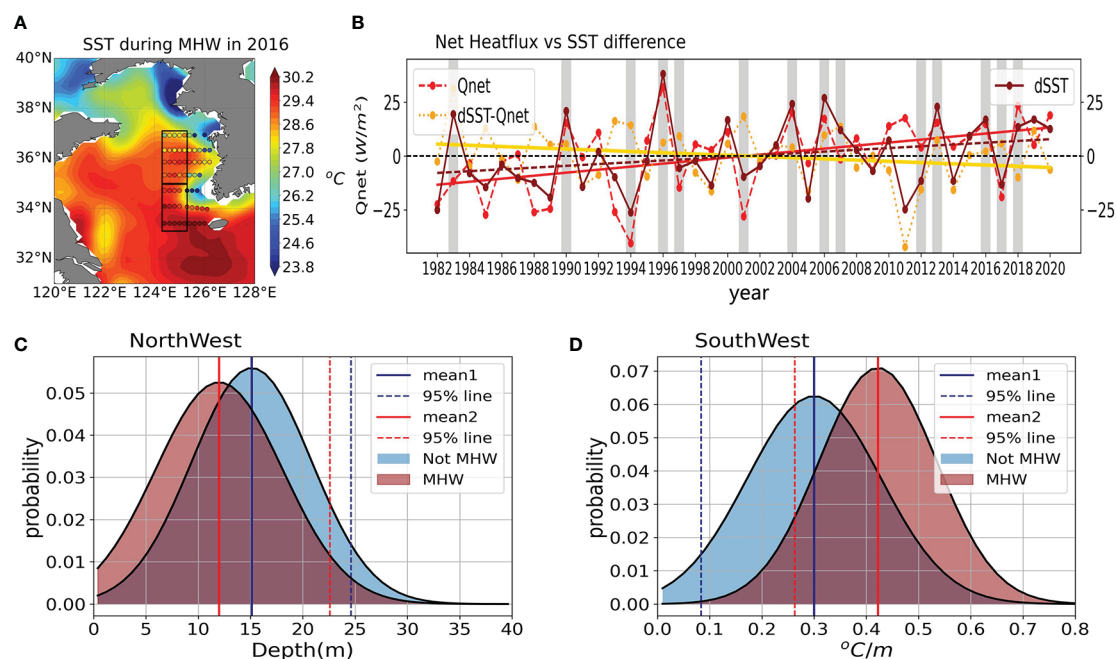 A
SST during MHW in 2016
40°N
38°N
36°N
34°N
32°N
120°E 122°E 124°E 126°E 128°E
30.2
29.4
28.6
27.8
27.0
26.2
25.4
24.6
23.8
°C
B
Net Heatflux vs SST difference
Qnet
dSST-Qnet
dSST
Qnet (W/m²)
25
0
−25
25
0
−25
1982 1984 1986 1988 1990 1992 1994 1996 1998 2000 2002 2004 2006 2008 2010 2012 2014 2016 2018 2020
year
C
NorthWest
mean1
95% line
mean2
95% line
Not MHW
MHW
probability
0.05
0.04
0.03
0.02
0.01
0.00
0 5 10 15 20 25 30 35 40
Depth(m)
D
SouthWest
mean1
95% line
mean2
95% line
Not MHW
MHW
probability
0.07
0.06
0.05
0.04
0.03
0.02
0.01
0.00
0.0 0.1 0.2 0.3 0.4 0.5 0.6 0.7 0.8
°C/m